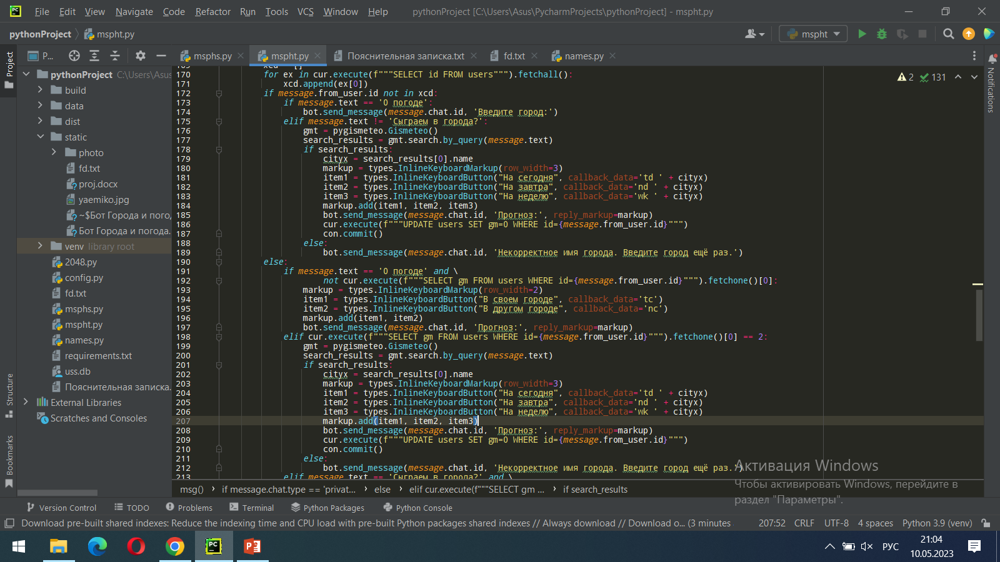 File Edit View Navigate Code Refactor Run Tools VCS Window Help pythonProject [C:\Users\Asus\PycharmProjects\pythonProject] - mspht.py
pythonProject mspht.py mspht
Project P... msphs.py mspht.py Пояснительная записка.txt fd.txt names.py
pythonProject C:\Users\Asus
build
data
dist
static
photo
fd.txt
proj.docx
yaemiko.jpg
~$Бот Города и пого,
Бот Города и погода.
venv library root
2048.py
config.py
fd.txt
msphs.py
mspht.py
names.py
requirements.txt
uss.db
Пояснительная записка.
External Libraries
Scratches and Consoles
Structure
Bookmarks
Notifications
2 131
169 xcd = []
170 for ex in cur.execute(f"""SELECT id FROM users""").fetchall():
171 xcd.append(ex[0])
172 if message.from_user.id not in xcd:
173 if message.text == 'О погоде':
174 bot.send_message(message.chat.id, 'Введите город:')
175 elif message.text != 'Сыграем в города?':
176 gmt = pygismeteo.Gismeteo()
177 search_results = gmt.search.by_query(message.text)
178 if search_results:
179 cityx = search_results[0].name
180 markup = types.InlineKeyboardMarkup(row_width=3)
181 item1 = types.InlineKeyboardButton("На сегодня", callback_data='td ' + cityx)
182 item2 = types.InlineKeyboardButton("На завтра", callback_data='nd ' + cityx)
183 item3 = types.InlineKeyboardButton("На неделю", callback_data='wk ' + cityx)
184 markup.add(item1, item2, item3)
185 bot.send_message(message.chat.id, 'Прогноз:', reply_markup=markup)
186 cur.execute(f"""UPDATE users SET gm=0 WHERE id={message.from_user.id}""")
187 con.commit()
188 else:
189 bot.send_message(message.chat.id, 'Некорректное имя города. Введите город ещё раз.')
190 else:
191 if message.text == 'О погоде' and \
192 not cur.execute(f"""SELECT gm FROM users WHERE id={message.from_user.id}""").fetchone()[0]:
193 markup = types.InlineKeyboardMarkup(row_width=2)
194 item1 = types.InlineKeyboardButton("В своем городе", callback_data='tc')
195 item2 = types.InlineKeyboardButton("В другом городе", callback_data='nc')
196 markup.add(item1, item2)
197 bot.send_message(message.chat.id, 'Прогноз:', reply_markup=markup)
198 elif cur.execute(f"""SELECT gm FROM users WHERE id={message.from_user.id}""").fetchone()[0] == 2:
199 gmt = pygismeteo.Gismeteo()
200 search_results = gmt.search.by_query(message.text)
201 if search_results:
202 cityx = search_results[0].name
203 markup = types.InlineKeyboardMarkup(row_width=3)
204 item1 = types.InlineKeyboardButton("На сегодня", callback_data='td ' + cityx)
205 item2 = types.InlineKeyboardButton("На завтра", callback_data='nd ' + cityx)
206 item3 = types.InlineKeyboardButton("На неделю", callback_data='wk ' + cityx)
207 markup.add(item1, item2, item3)
208 bot.send_message(message.chat.id, 'Прогноз:', reply_markup=markup)
209 cur.execute(f"""UPDATE users SET gm=0 WHERE id={message.from_user.id}""")
210 con.commit()
211 else:
212 bot.send_message(message.chat.id, 'Некорректное имя города. Введите город ещё раз.')
213 elif message.text == 'Сыграем в города?' and \
Активация Windows
Чтобы активировать Windows, перейдите в
раздел "Параметры".
msg() if message.chat.type == 'privat... else elif cur.execute(f"""SELECT gm ... if search_results
Version Control TODO Problems Terminal Python Packages Python Console
Download pre-built shared indexes: Reduce the indexing time and CPU load with pre-built Python packages shared indexes // Always download // Download o... (3 minutes 207:52 CRLF UTF-8 4 spaces Python 3.9 (venv)
РУС 21:04
10.05.2023